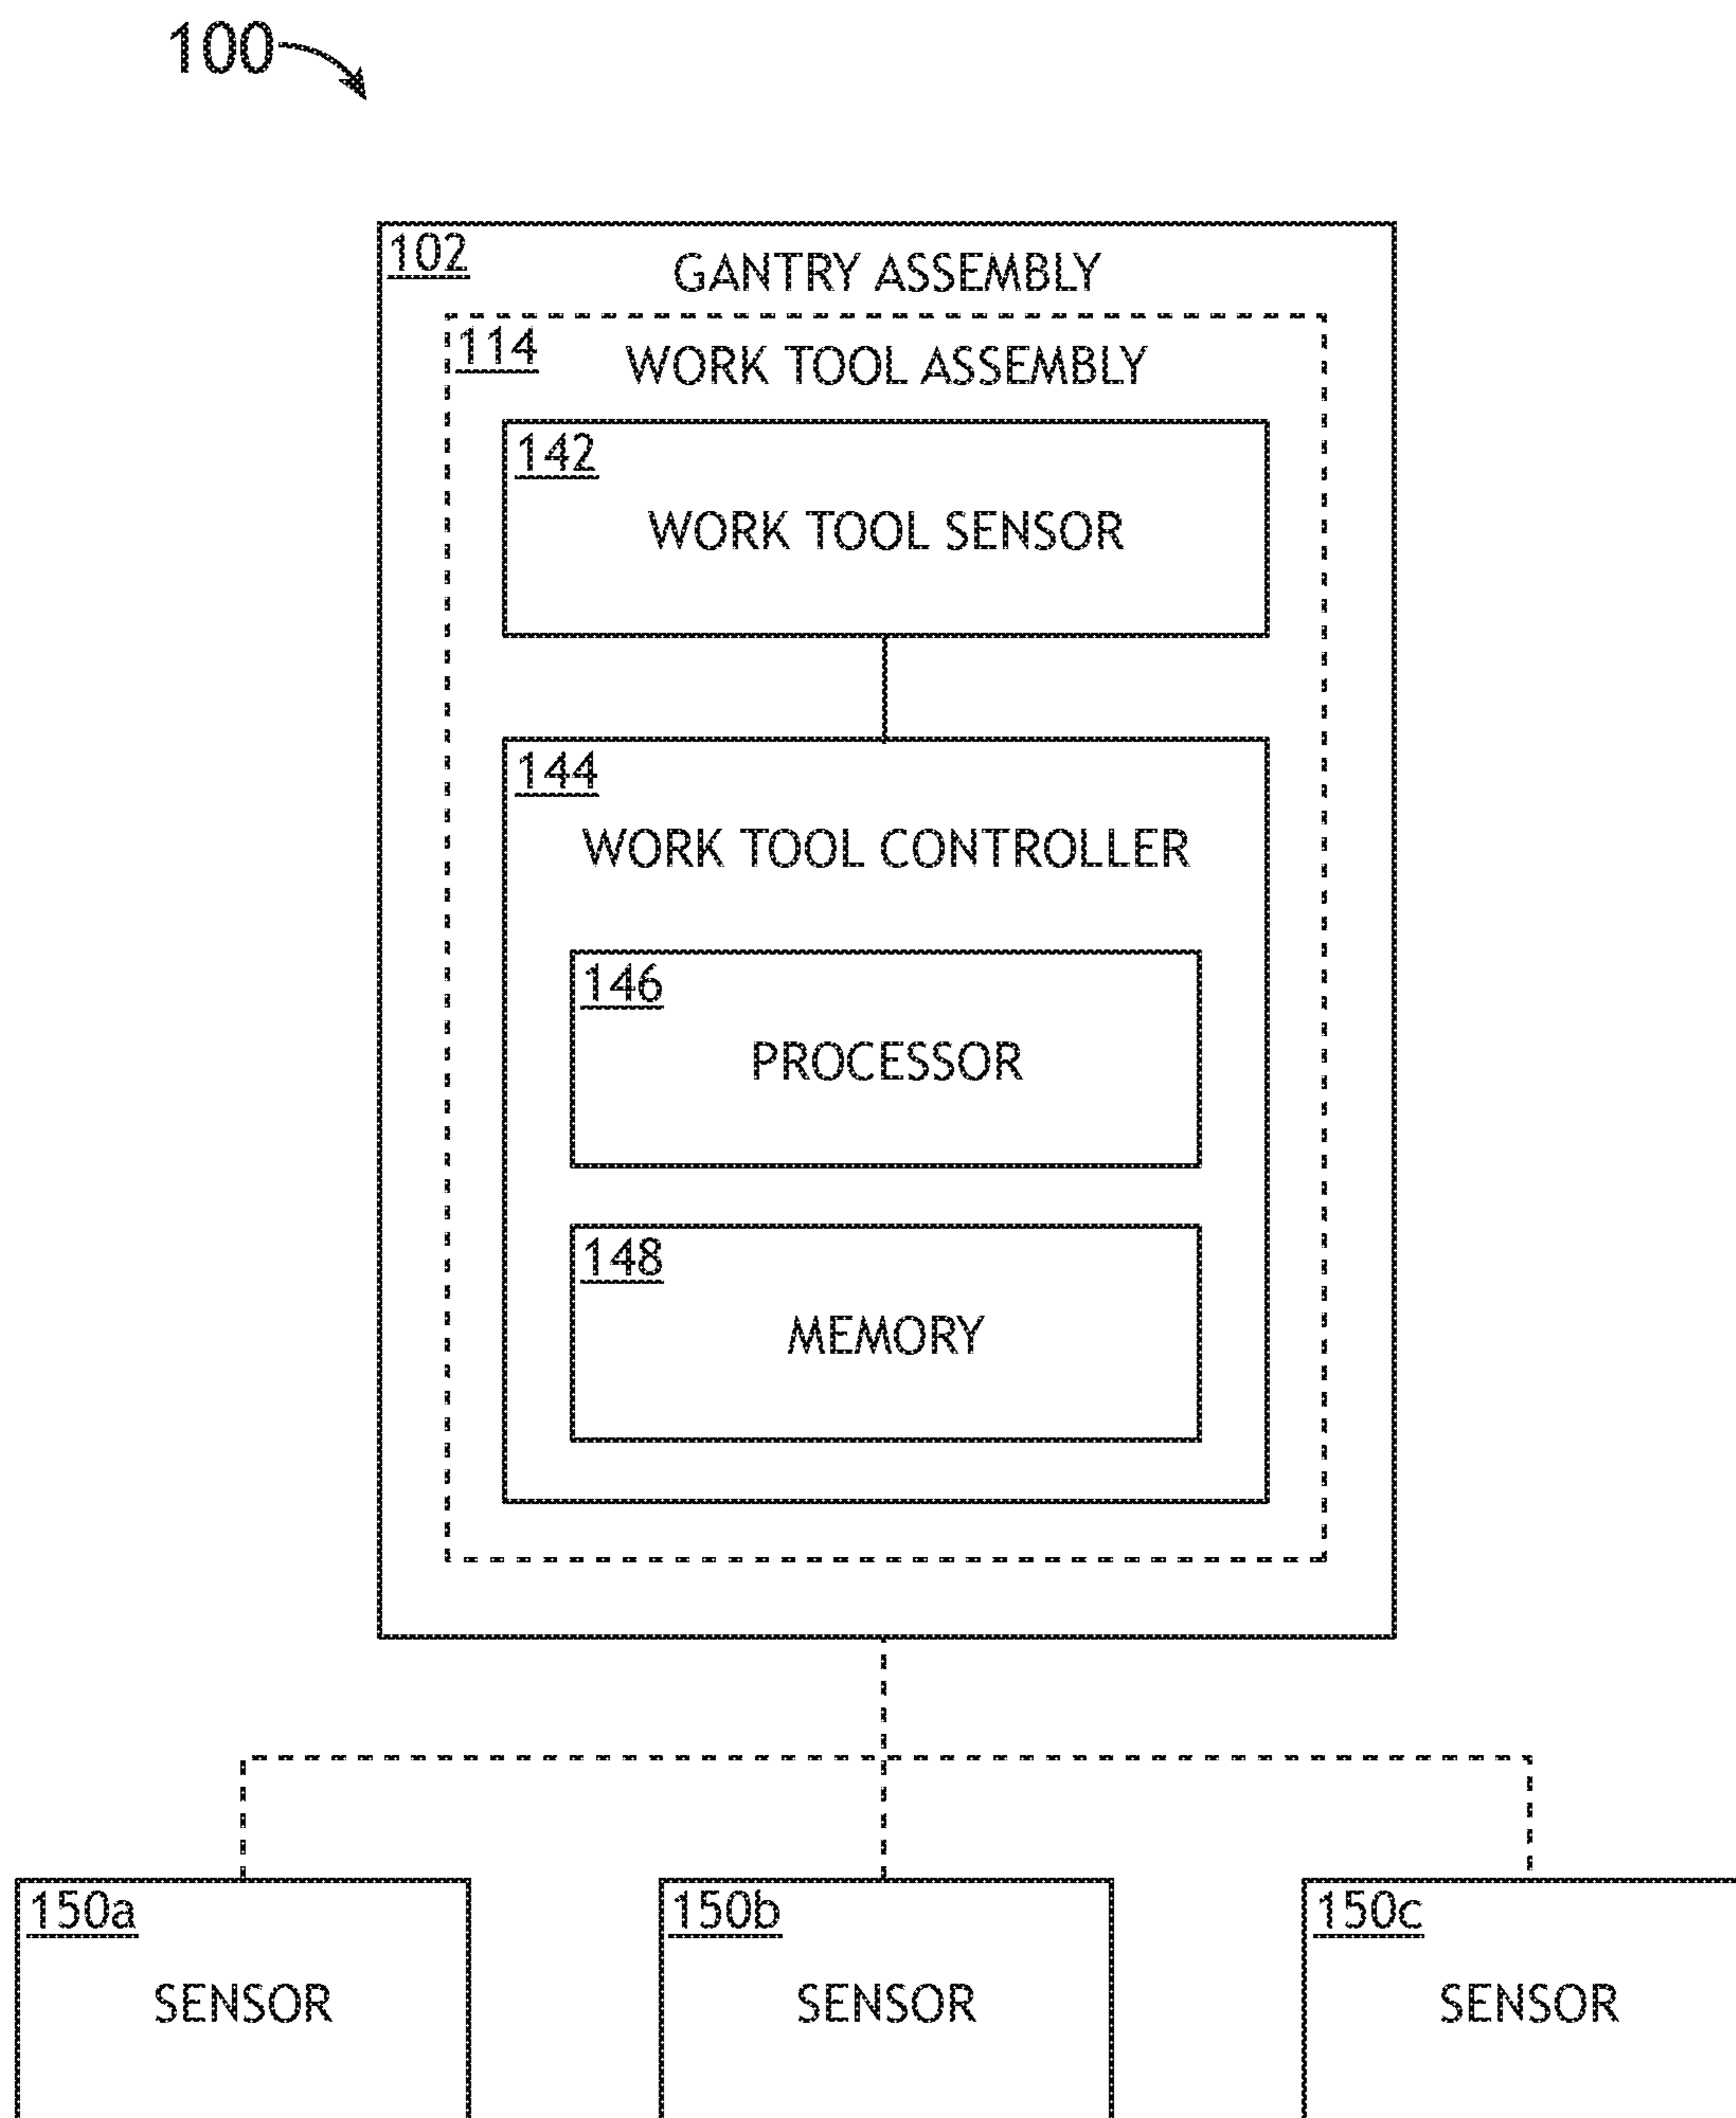 100
102
GANTRY ASSEMBLY
114
WORK TOOL ASSEMBLY
142
WORK TOOL SENSOR
144
WORK TOOL CONTROLLER
146
PROCESSOR
148
MEMORY
150a
SENSOR
150b
SENSOR
150c
SENSOR